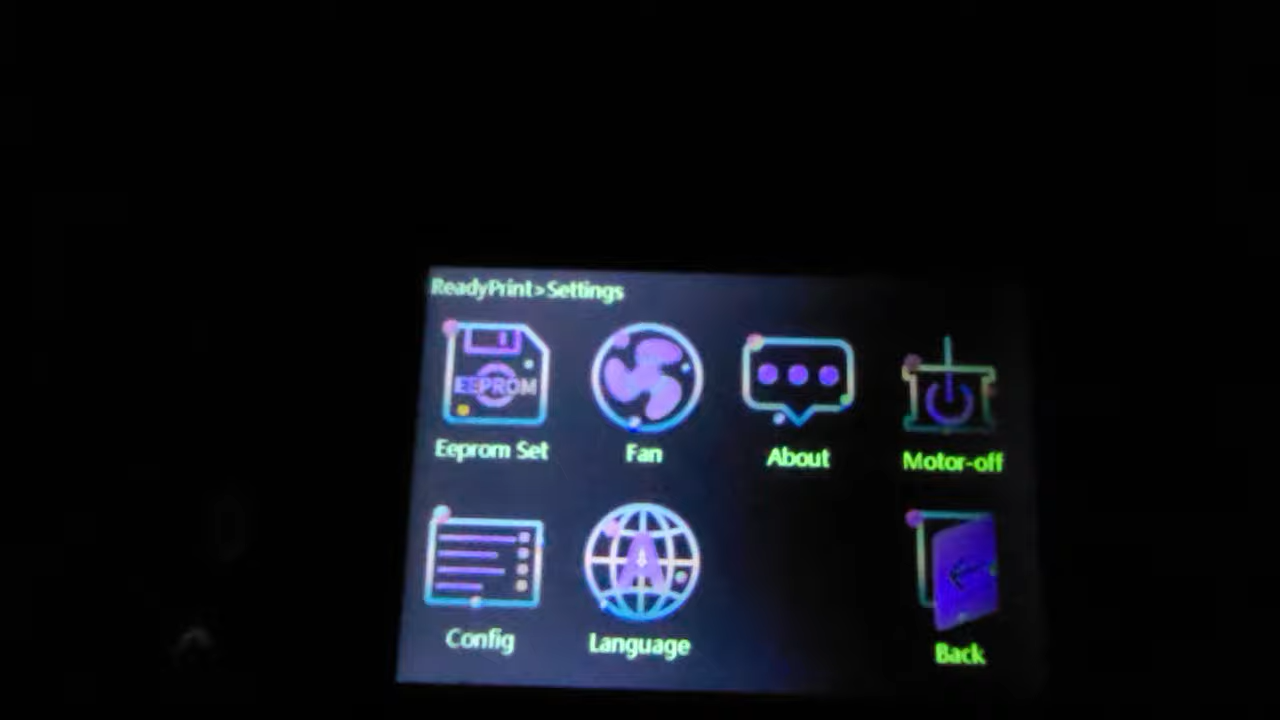 ReadyPrint>Settings
EEPROM
Eeprom Set
Fan
About
Motor-off
A
Config
Language
Back